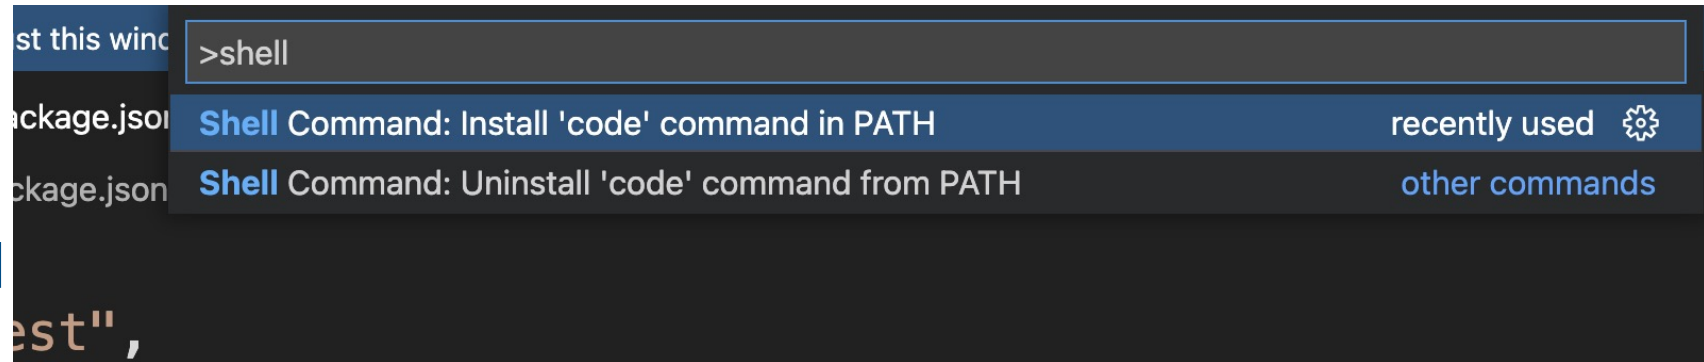 >shell
Shell Command: Install 'code' command in PATH recently used
Shell Command: Uninstall 'code' command from PATH other commands
this
est",